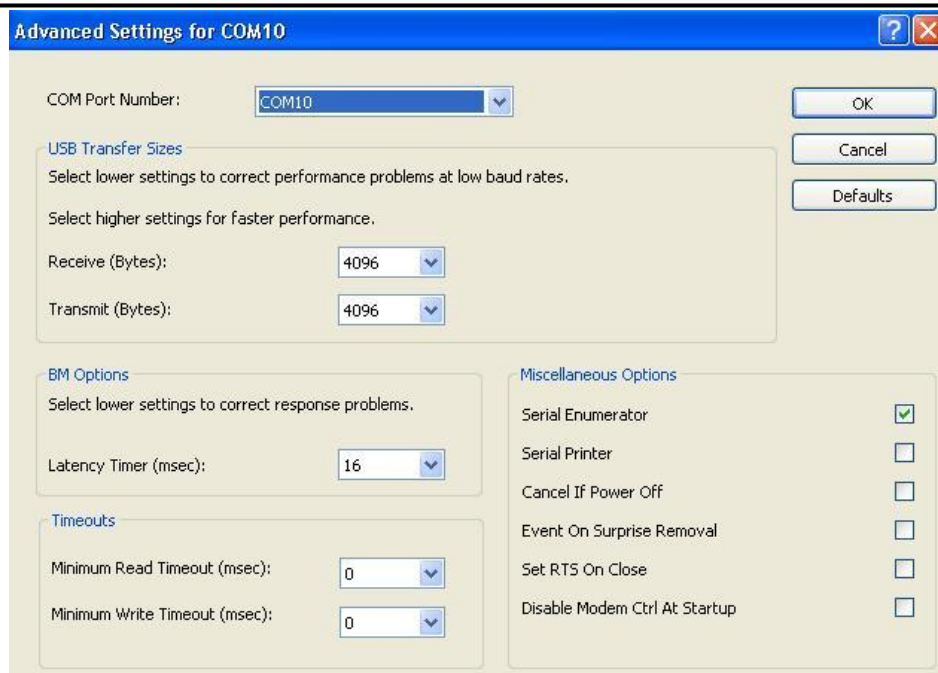 Advanced Settings for COM10
COM Port Number:
COM10
OK
Cancel
Defaults
USB Transfer Sizes
Select lower settings to correct performance problems at low baud rates.
Select higher settings for faster performance.
Receive (Bytes):
4096
Transmit (Bytes):
4096
BM Options
Select lower settings to correct response problems.
Latency Timer (msec):
16
Timeouts
Minimum Read Timeout (msec):
0
Minimum Write Timeout (msec):
0
Miscellaneous Options
Serial Enumerator
Serial Printer
Cancel If Power Off
Event On Surprise Removal
Set RTS On Close
Disable Modem Ctrl At Startup